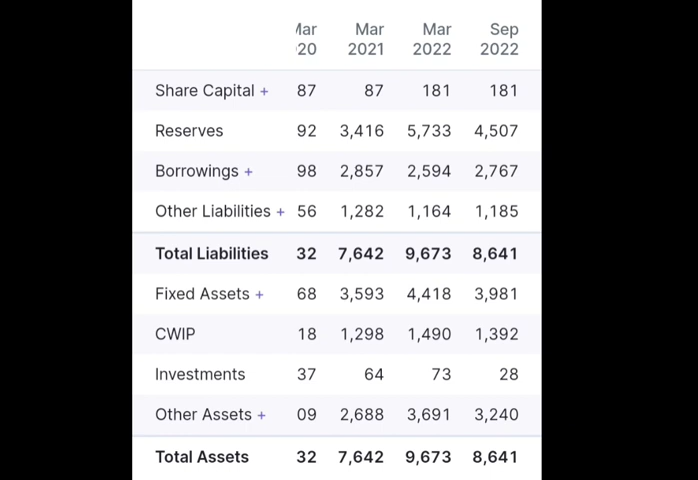 Mar Mar Mar Sep
20 2021 2022 2022
Share Capital + 87 87 181 181
Reserves 92 3,416 5,733 4,507
Borrowings + 98 2,857 2,594 2,767
Other Liabilities + 56 1,282 1,164 1,185
Total Liabilities 32 7,642 9,673 8,641
Fixed Assets + 68 3,593 4,418 3,981
CWIP 18 1,298 1,490 1,392
Investments 37 64 73 28
Other Assets + 09 2,688 3,691 3,240
Total Assets 32 7,642 9,673 8,641